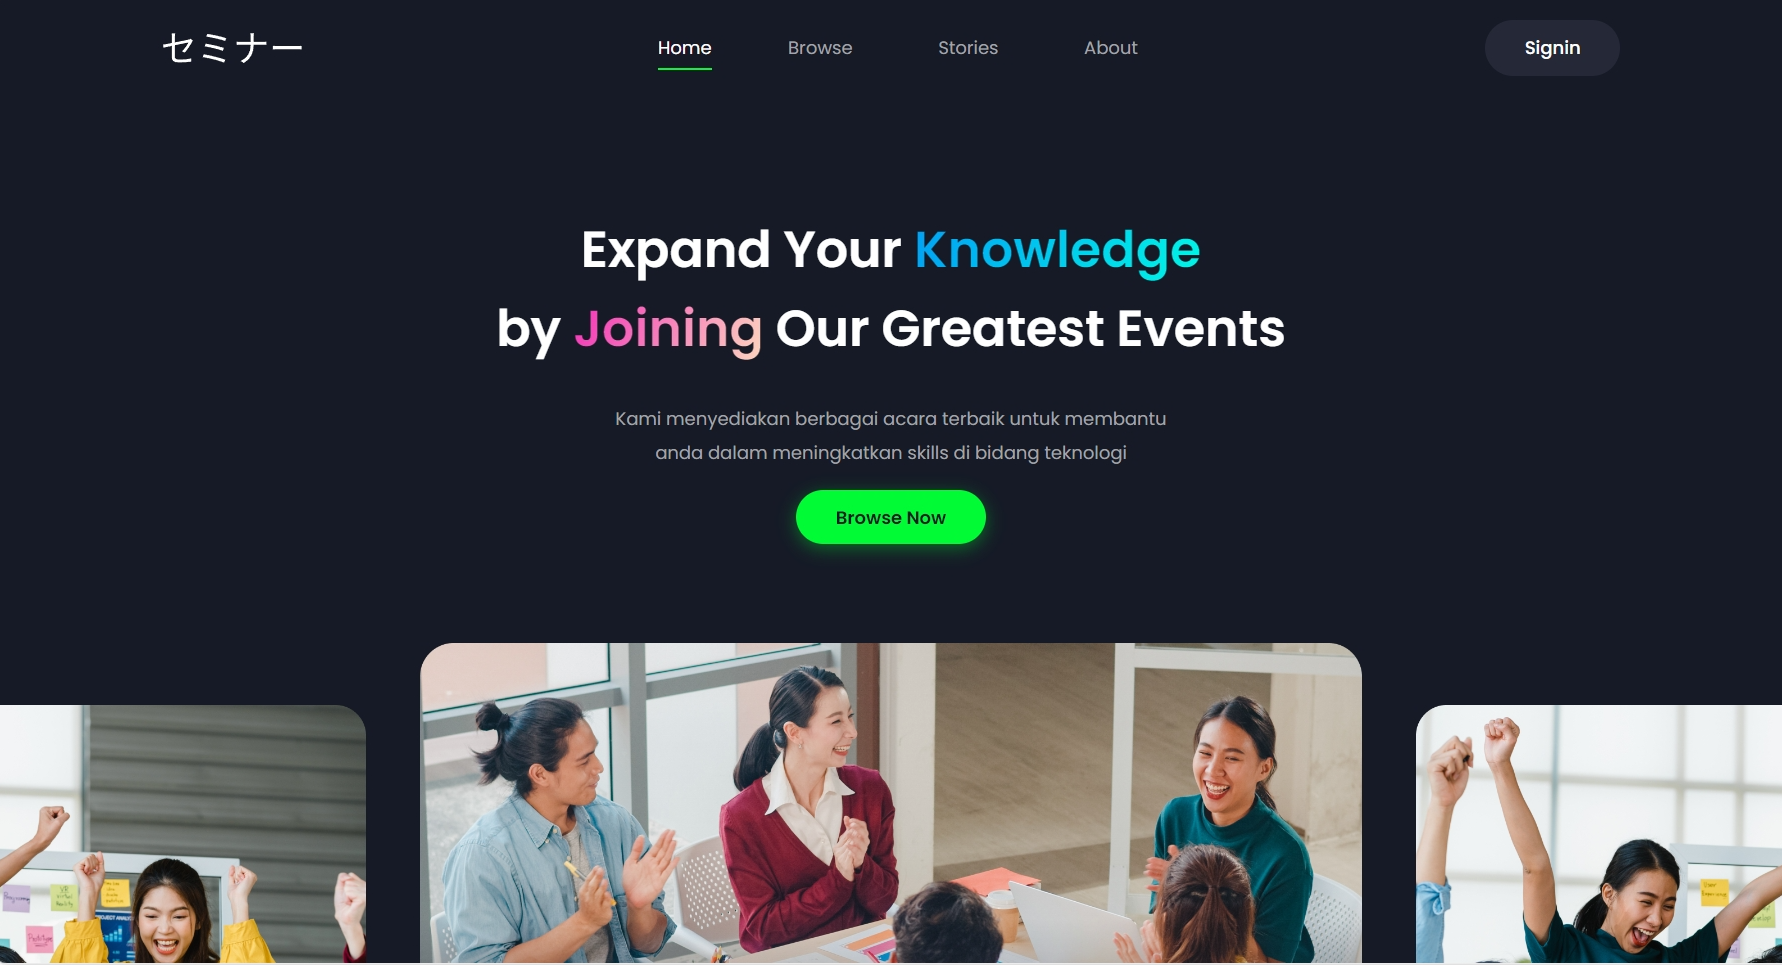 セミナー
Home Browse Stories About
Signin
Expand Your Knowledge
by Joining Our Greatest Events
Kami menyediakan berbagai acara terbaik untuk membantu
anda dalam meningkatkan skills di bidang teknologi
Browse Now